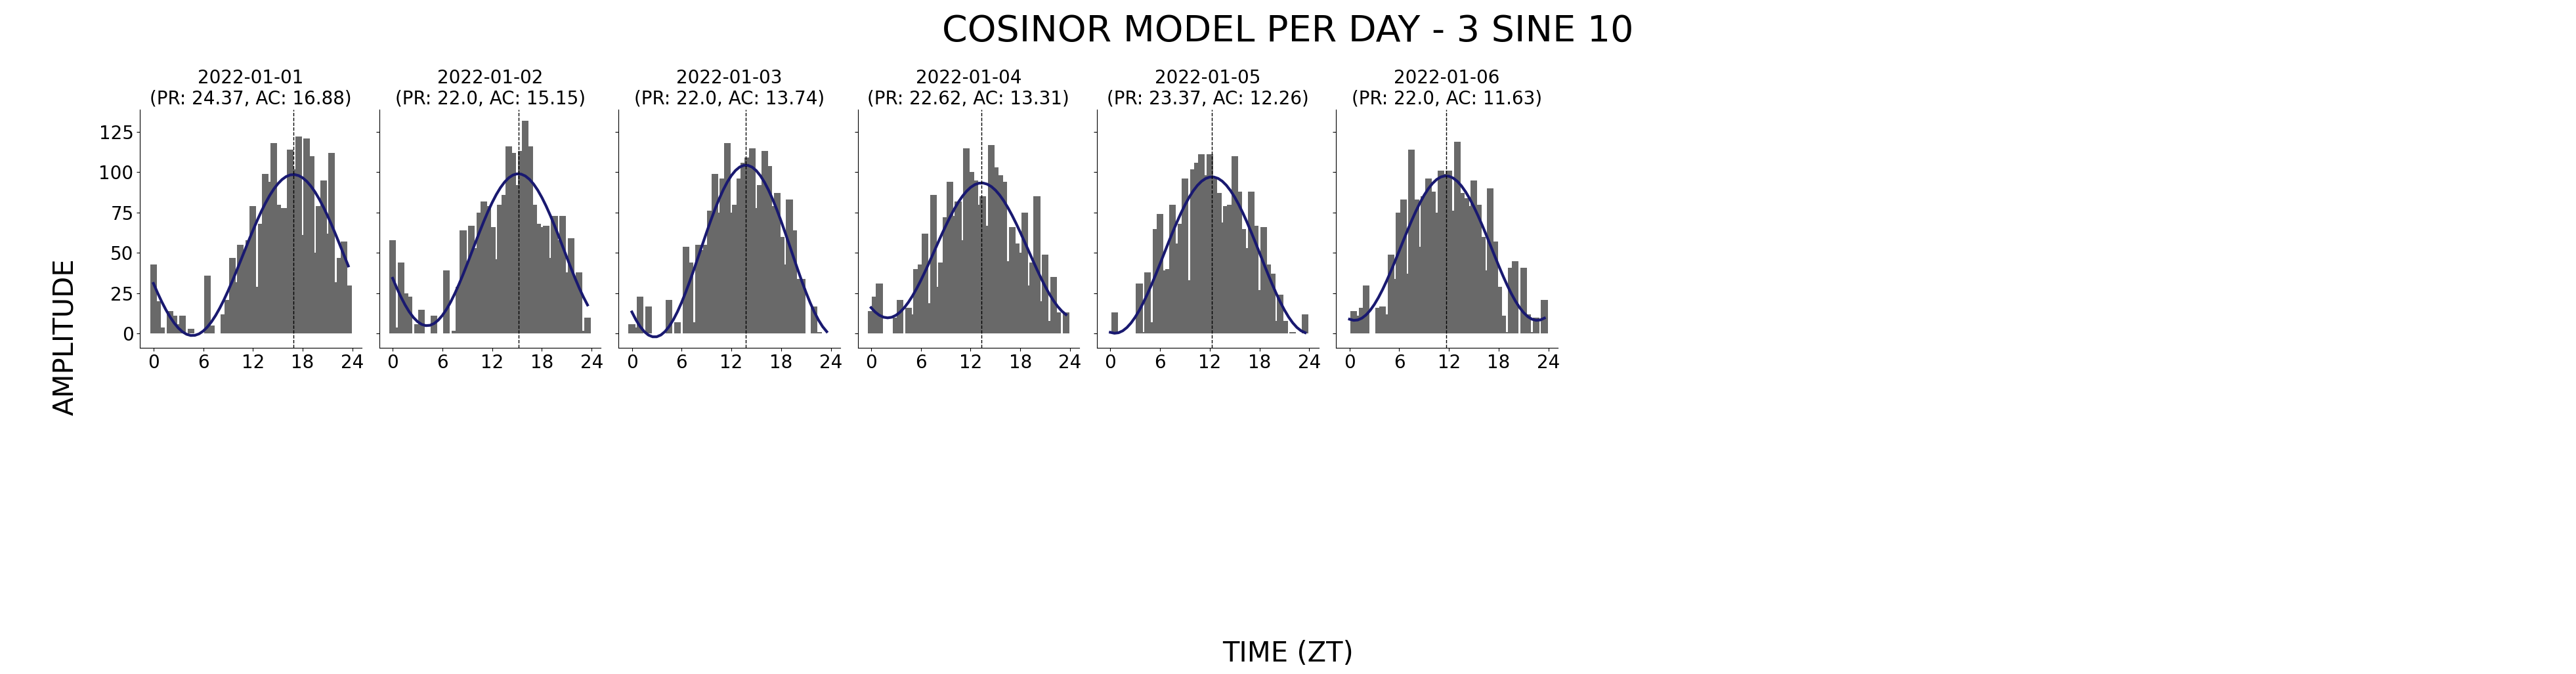 COSINOR MODEL PER DAY - 3 SINE 10
2022-01-01
(PR: 24.37, AC: 16.88)
2022-01-02
(PR: 22.0, AC: 15.15)
2022-01-03
(PR: 22.0, AC: 13.74)
2022-01-04
(PR: 22.62, AC: 13.31)
2022-01-05
(PR: 23.37, AC: 12.26)
2022-01-06
(PR: 22.0, AC: 11.63)
AMPLITUDE
125
100
75
50
25
0
0 6 12 18 24
0 6 12 18 24
0 6 12 18 24
0 6 12 18 24
0 6 12 18 24
0 6 12 18 24
TIME (ZT)